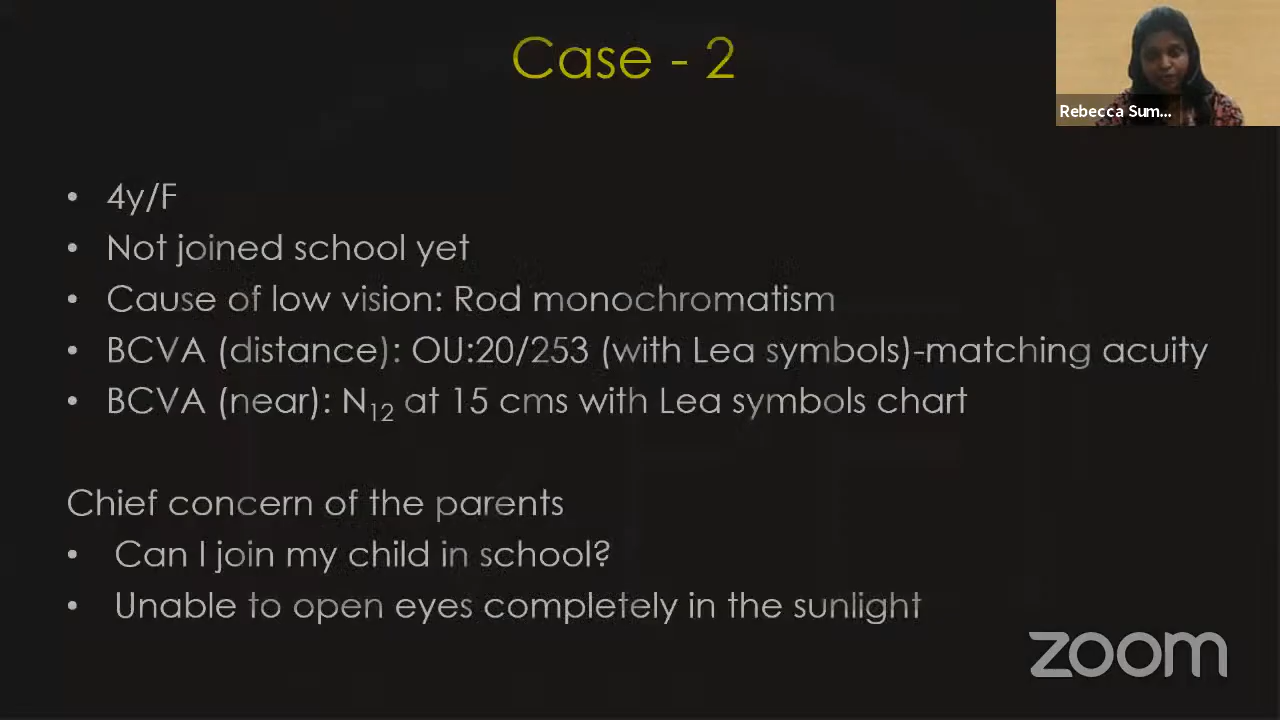 Case - 2
Rebecca Sum...
• 4y/F
• Not joined school yet
• Cause of low vision: Rod monochromatism
• BCVA (distance): OU:20/253 (with Lea symbols)-matching acuity
• BCVA (near): N12 at 15 cms with Lea symbols chart
Chief concern of the parents
• Can I join my child in school?
• Unable to open eyes completely in the sunlight
zoom